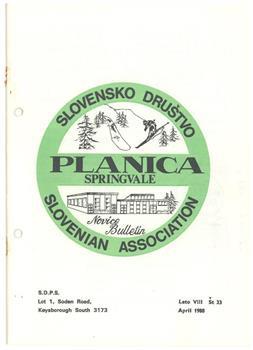 SLOVENSKO DRUŠTVO
PLANICA
SPRINGVALE
Novice
Bulletin
SLOVENIAN ASSOCIATION
S.D.P.S.
Lot 1, Soden Road,
Keysborough South 3173
Leto VIII Št 33
April 1988